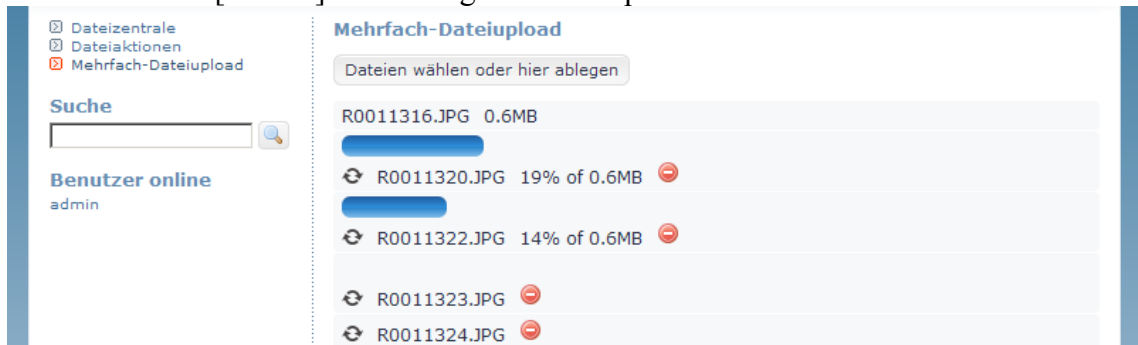 Dateizentrale
Dateiaktionen
Mehrfach-Dateiupload
Suche
Benutzer online
admin
Mehrfach-Dateiupload
Dateien wählen oder hier ablegen
R0011316.JPG 0.6MB
R0011320.JPG 19% of 0.6MB
R0011322.JPG 14% of 0.6MB
R0011323.JPG
R0011324.JPG